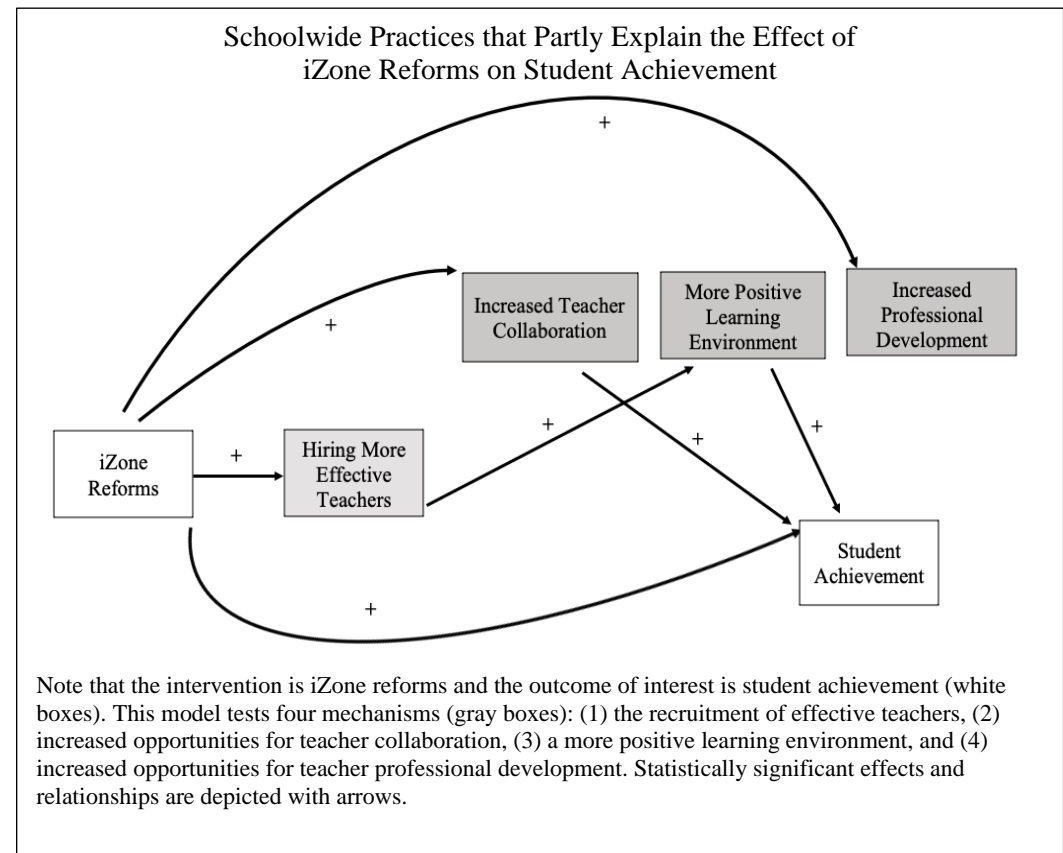 Schoolwide Practices that Partly Explain the Effect of
iZone Reforms on Student Achievement
+
+
Increased Teacher
Collaboration
More Positive
Learning
Environment
Increased
Professional
Development
+
+
+
+
iZone
Reforms
Hiring More
Effective
Teachers
Student
Achievement
+
Note that the intervention is iZone reforms and the outcome of interest is student achievement (white
boxes). This model tests four mechanisms (gray boxes): (1) the recruitment of effective teachers, (2)
increased opportunities for teacher collaboration, (3) a more positive learning environment, and (4)
increased opportunities for teacher professional development. Statistically significant effects and
relationships are depicted with arrows.